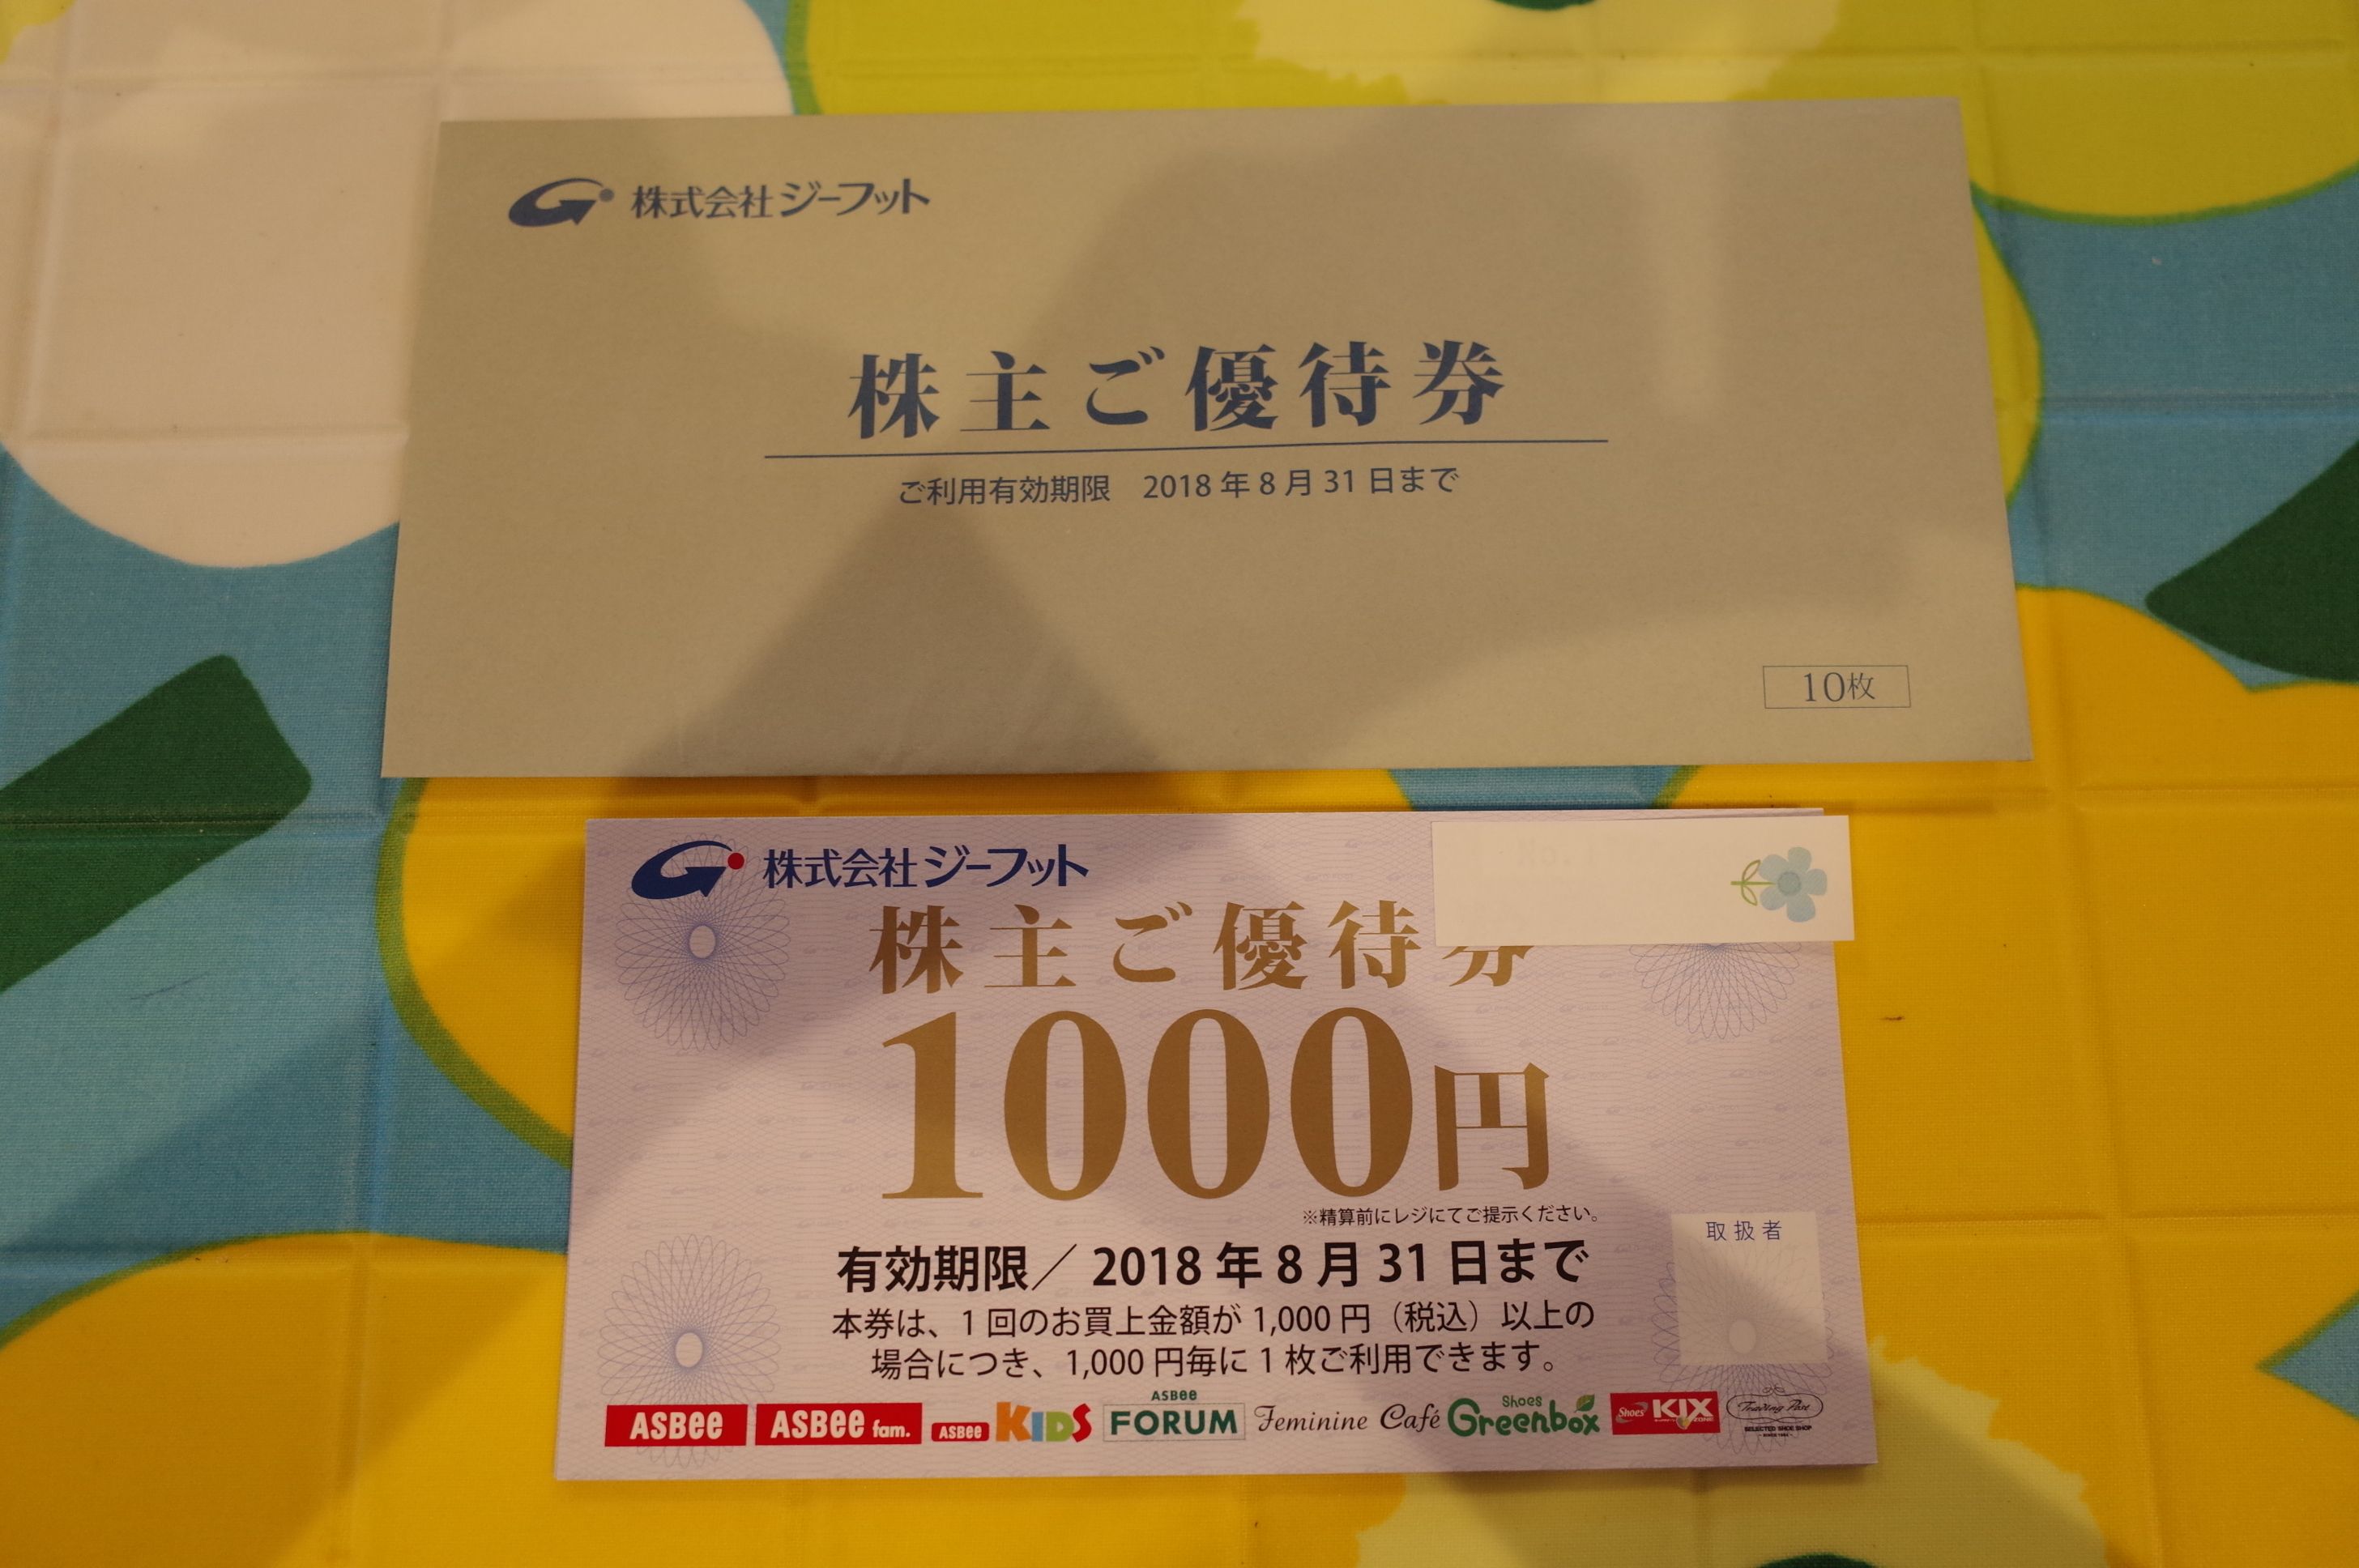 株式会社ジーフット
株主ご優待券
ご利用有効期限 2018年8月31日まで
10枚
株式会社ジーフット
株主ご優待券
1000円
※精算前にレジにてご提示ください。
取扱者
有効期限／2018年8月31日まで
本券は、1回のお買上金額が1,000円（税込）以上の
場合につき、1,000円毎に1枚ご利用できます。
ASBee ASBee fam. ASBee KIDS ASBee FORUM Feminine Café Shoes Greenbox Shoes KIX Trading Post
SELECTED SHOE SHOP